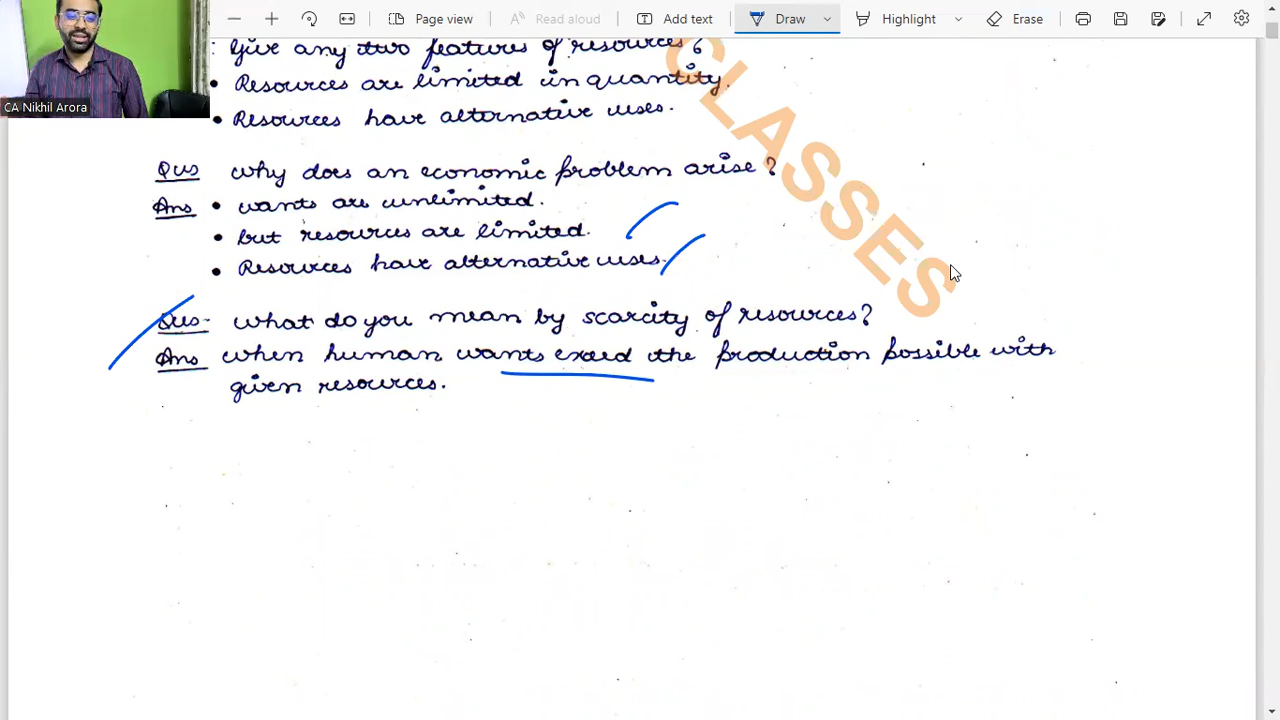 Page view
Read aloud
Add text
Draw
Highlight
Erase
CA Nikhil Arora
: Give any two features of resources?
• Resources are limited in quantity.
• Resources have alternative uses.
Qus why does an economic problem arise?
Ans • wants are unlimited.
• but resources are limited.
• Resources have alternative uses.
Qus- what do you mean by scarcity of resources?
Ans when human wants exeed the production possible with
given resources.
CLASSES